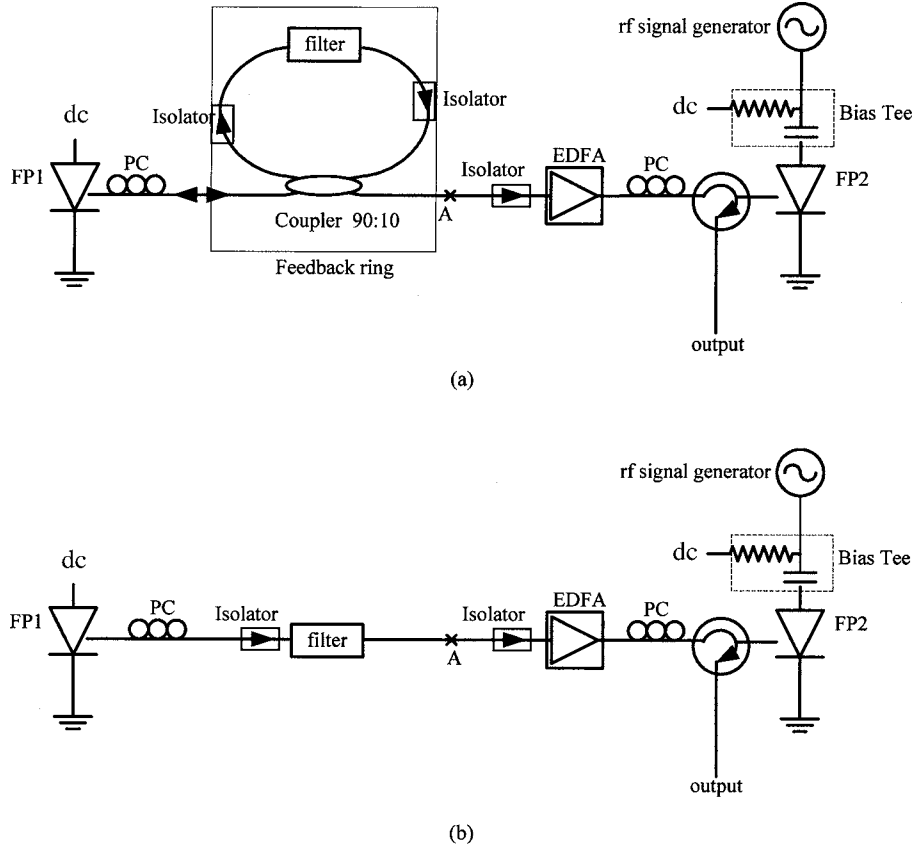 rf signal generator
filter
Isolator
Isolator
dc
Bias Tee
dc
PC
FP1
Isolator
EDFA
PC
FP2
A
Coupler 90:10
Feedback ring
output
(a)
rf signal generator
dc
Bias Tee
dc
PC
FP1
Isolator
filter
Isolator
EDFA
PC
FP2
A
output
(b)